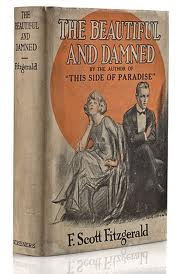 THE BEAUTIFUL
AND DAMNED
BY THE AUTHOR OF
"THIS SIDE OF PARADISE"
F. Scott Fitzgerald
THE
BEAUTIFUL
AND
DAMNED
FITZGERALD
SCRIBNERS